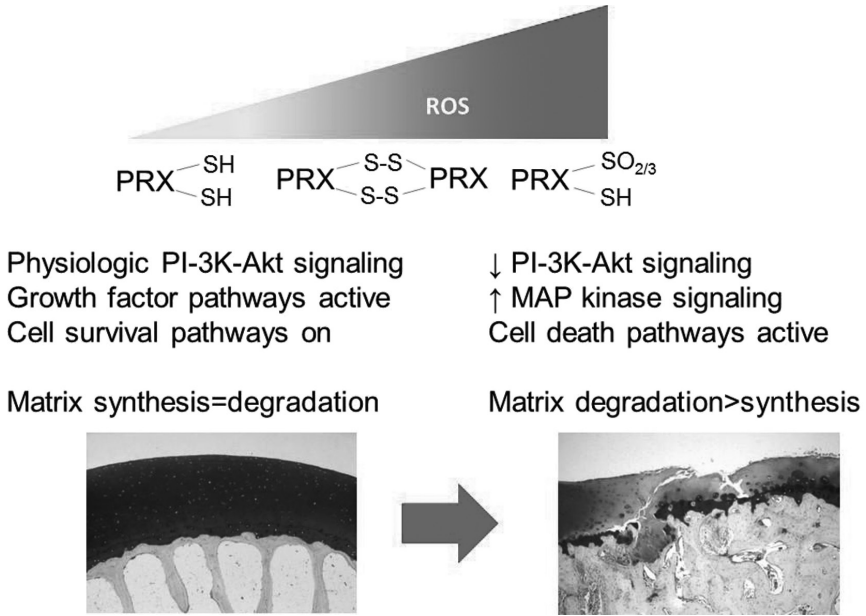 ROS
PRX SH SH
PRX S-S S-S PRX
PRX SO2/3 SH
Physiologic PI-3K-Akt signaling
Growth factor pathways active
Cell survival pathways on
↓ PI-3K-Akt signaling
↑ MAP kinase signaling
Cell death pathways active
Matrix synthesis=degradation
Matrix degradation>synthesis